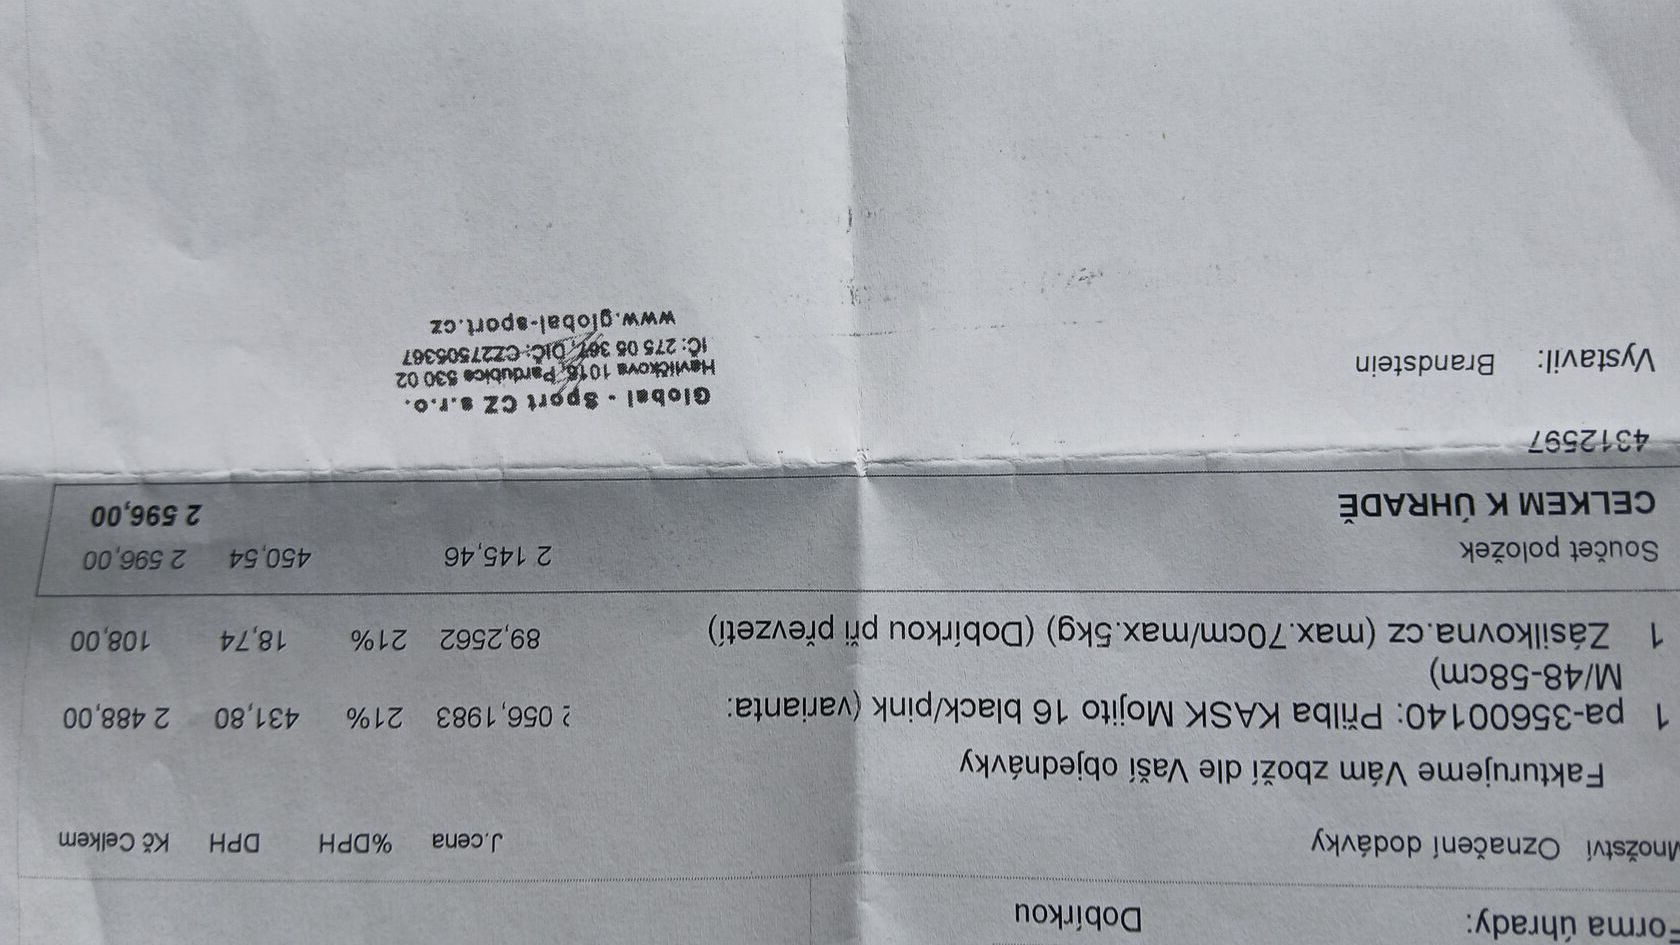 Forma úhrady: Dobírkou
Množství Označení dodávky J.cena %DPH DPH Kč Celkem
Fakturujeme Vám zboží dle Vaší objednávky
1 pa-35600140: Přilba KASK Mojito 16 black/pink (varianta: 2 056,1983 21% 431,80 2 488,00
M/48-58cm)
1 Zásilkovna.cz (max.70cm/max.5kg) (Dobírkou při převzetí) 89,2562 21% 18,74 108,00
Součet položek 2 145,46 450,54 2 596,00
CELKEM K ÚHRADĚ 2 596,00
4312597
Vystavil: Brandstein
Global - Sport CZ s.r.o.
Havlíčkova 1016, Pardubice 530 02
IČ: 275 05 367, DIČ: CZ27505367
www.global-sport.cz